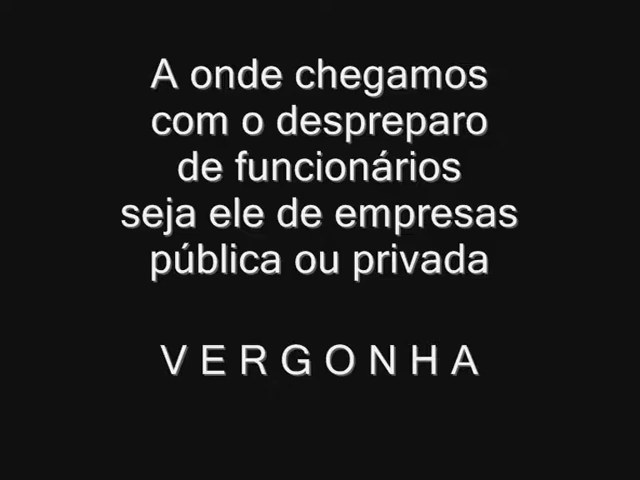 A onde chegamos
com o despreparo
de funcionários
seja ele de empresas
pública ou privada
V E R G O N H A